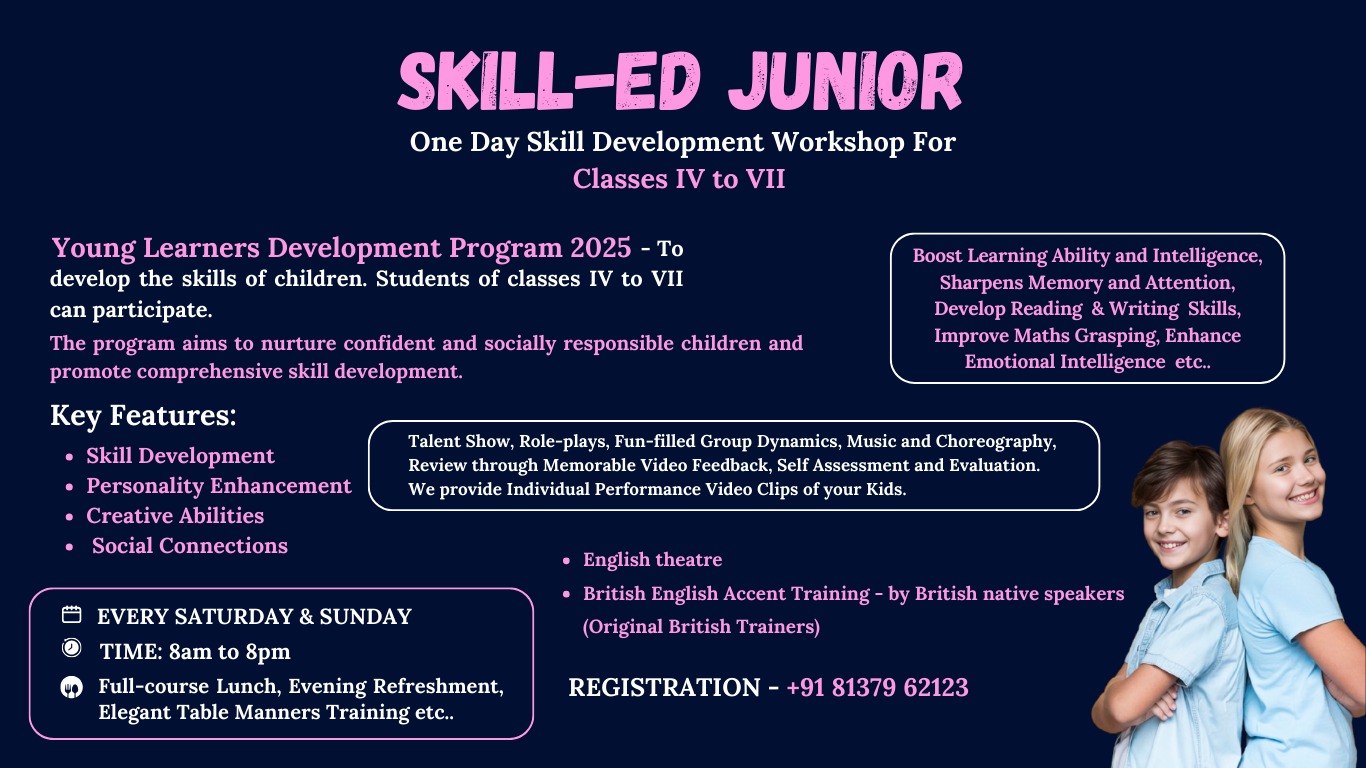 SKILL-ED JUNIOR
One Day Skill Development Workshop For
Classes IV to VII
Young Learners Development Program 2025 - To
develop the skills of children. Students of classes IV to VII
can participate.
The program aims to nurture confident and socially responsible children and
promote comprehensive skill development.
Boost Learning Ability and Intelligence,
Sharpens Memory and Attention,
Develop Reading & Writing Skills,
Improve Maths Grasping, Enhance
Emotional Intelligence etc..
Key Features:
• Skill Development
• Personality Enhancement
• Creative Abilities
• Social Connections
Talent Show, Role-plays, Fun-filled Group Dynamics, Music and Choreography,
Review through Memorable Video Feedback, Self Assessment and Evaluation.
We provide Individual Performance Video Clips of your Kids.
• English theatre
• British English Accent Training - by British native speakers
(Original British Trainers)
EVERY SATURDAY & SUNDAY
TIME: 8am to 8pm
Full-course Lunch, Evening Refreshment,
Elegant Table Manners Training etc..
REGISTRATION - +91 81379 62123